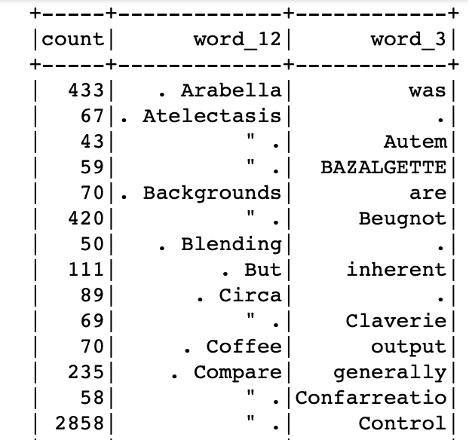 +-----+-------------+------------+
|count|      word_12|      word_3|
+-----+-------------+------------+
|  433|   . Arabella|         was|
|   67|. Atelectasis|           .|
|   43|          " .|       Autem|
|   59|          " .|  BAZALGETTE|
|   70|. Backgrounds|         are|
|  420|          " .|     Beugnot|
|   50|   . Blending|           .|
|  111|        . But|    inherent|
|   89|      . Circa|           .|
|   69|          " .|    Claverie|
|   70|     . Coffee|      output|
|  235|    . Compare|   generally|
|   58|          " .|Confarreatio|
| 2858|          " .|     Control|